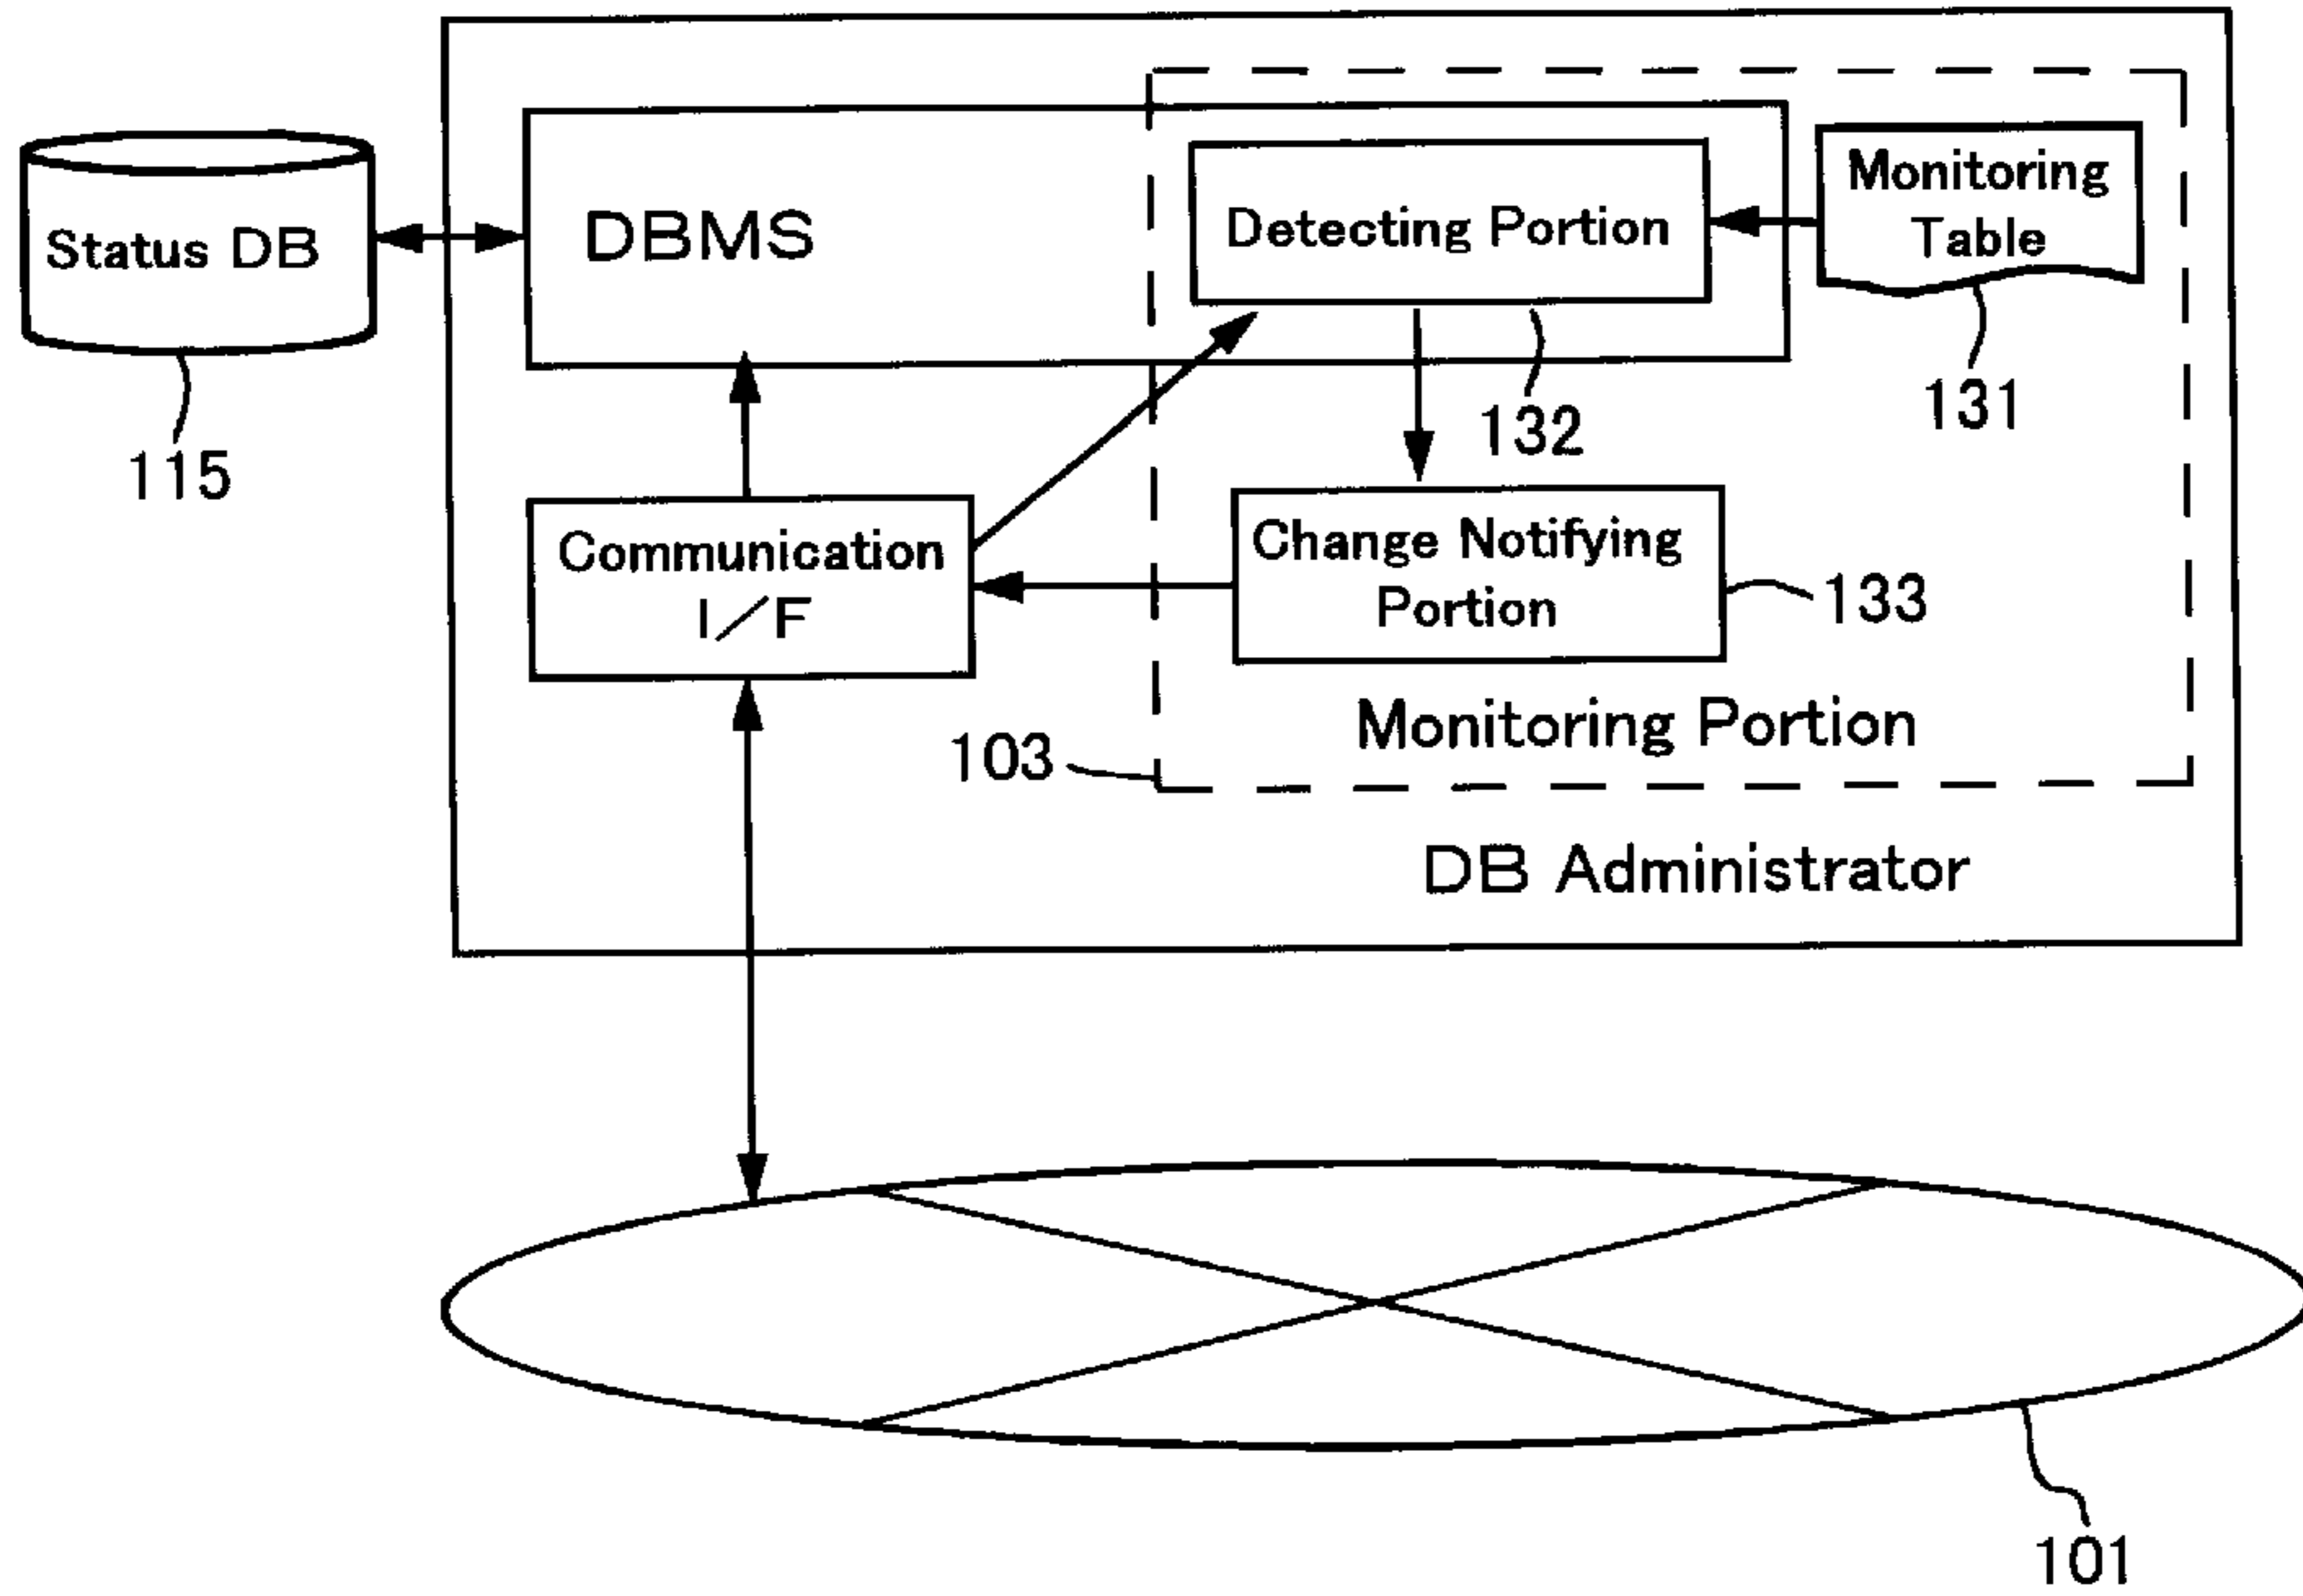 Status DB
115
DBMS
Detecting Portion
Monitoring
Table
132
131
Communication
I/F
Change Notifying
Portion
133
103
Monitoring Portion
DB Administrator
101